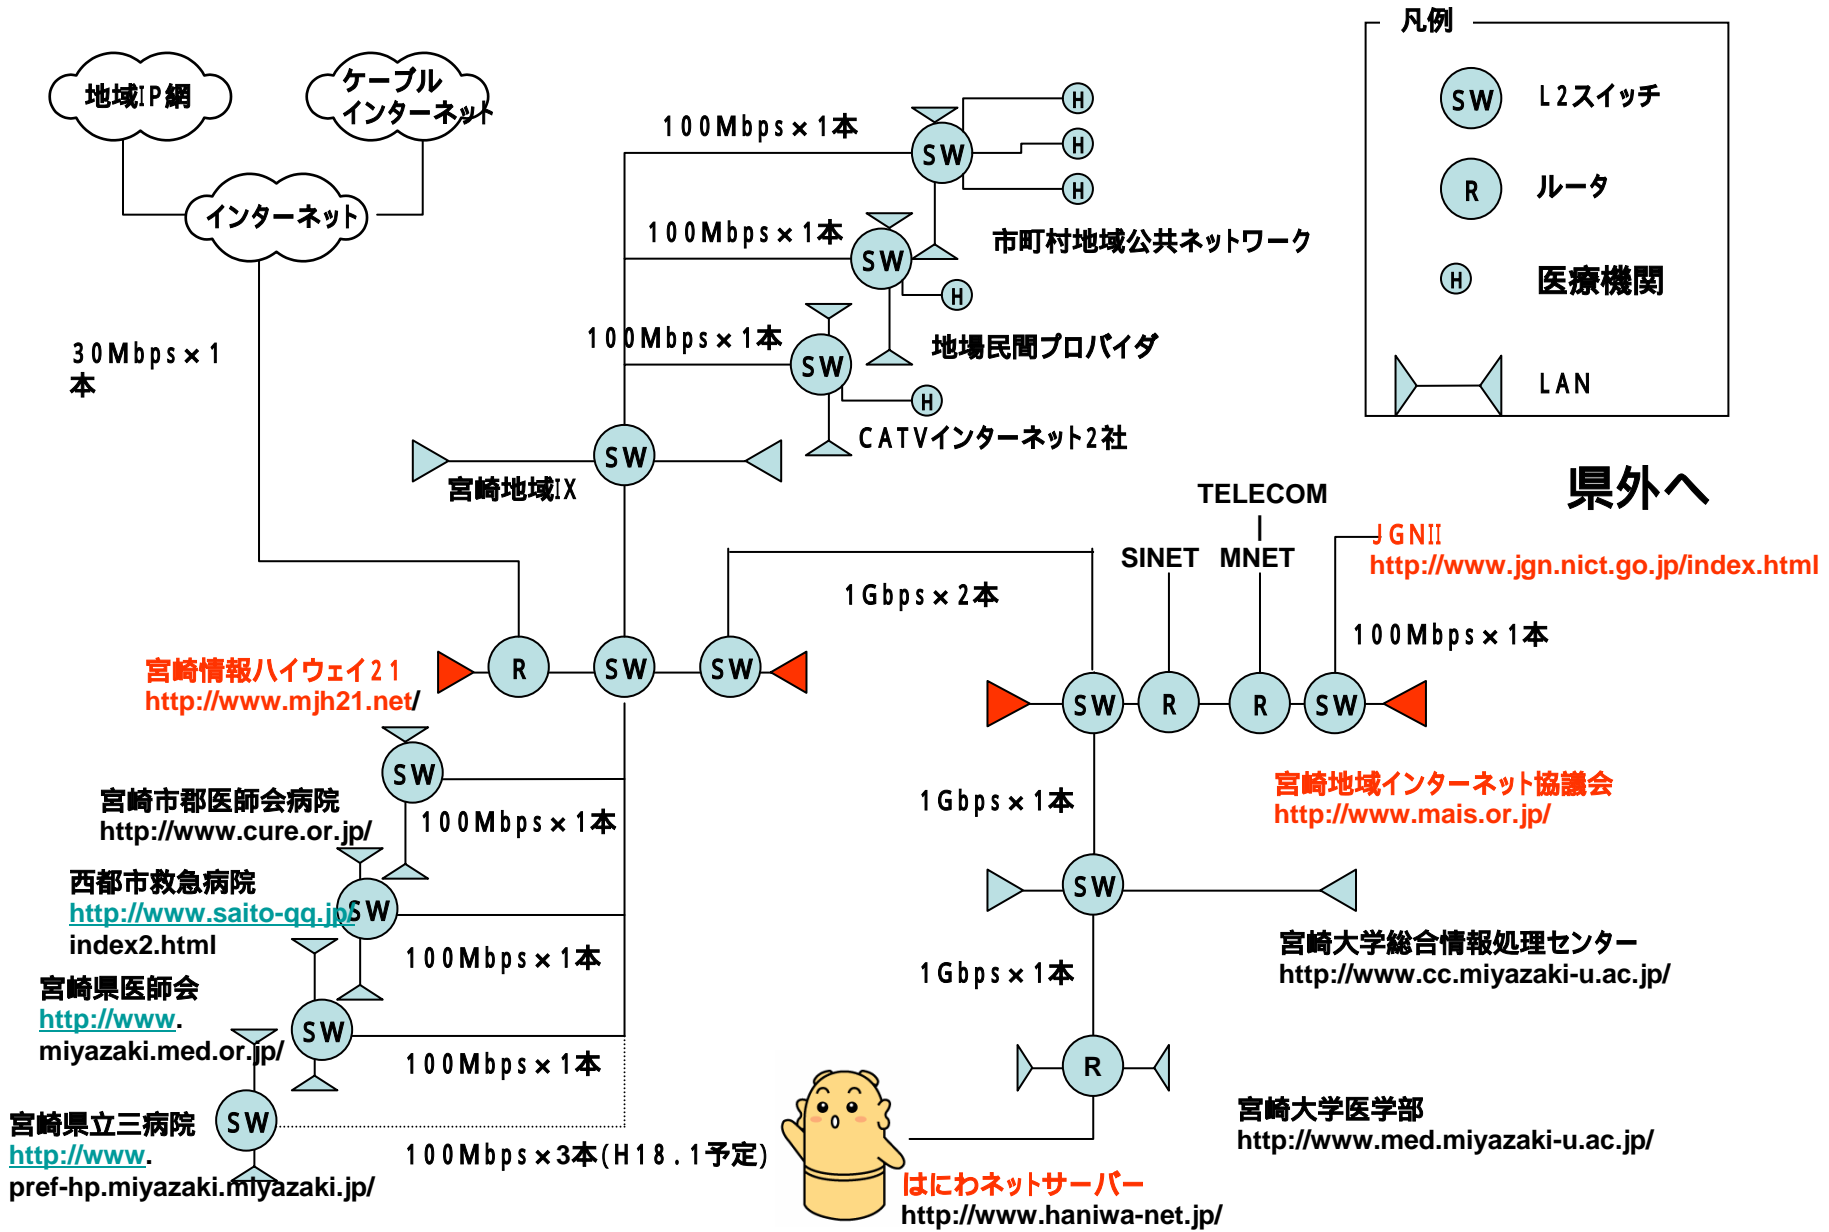 凡例
SW
L2スイッチ
R
ルータ
H
医療機関
LAN
地域IP網
ケーブル
インターネット
インターネット
30Mbps×1
本
100Mbps×1本
SW
H
H
H
市町村地域公共ネットワーク
100Mbps×1本
SW
H
地場民間プロバイダ
100Mbps×1本
SW
H
CATVインターネット2社
SW
宮崎地域IX
県外へ
TELECOM
|
SINET MNET
JGNII
http://www.jgn.nict.go.jp/index.html
1Gbps×2本
100Mbps×1本
宮崎情報ハイウェイ21
http://www.mjh21.net/
R
SW
SW
SW
R
R
SW
宮崎地域インターネット協議会
http://www.mais.or.jp/
SW
宮崎市郡医師会病院
http://www.cure.or.jp/
100Mbps×1本
1Gbps×1本
西都市救急病院
http://www.saito-qq.jp/
index2.html
SW
100Mbps×1本
SW
宮崎大学総合情報処理センター
http://www.cc.miyazaki-u.ac.jp/
1Gbps×1本
宮崎県医師会
http://www.
miyazaki.med.or.jp/
SW
100Mbps×1本
R
宮崎大学医学部
http://www.med.miyazaki-u.ac.jp/
宮崎県立三病院
http://www.
pref-hp.miyazaki.miyazaki.jp/
SW
100Mbps×3本(H18.1予定)
はにわネットサーバー
http://www.haniwa-net.jp/